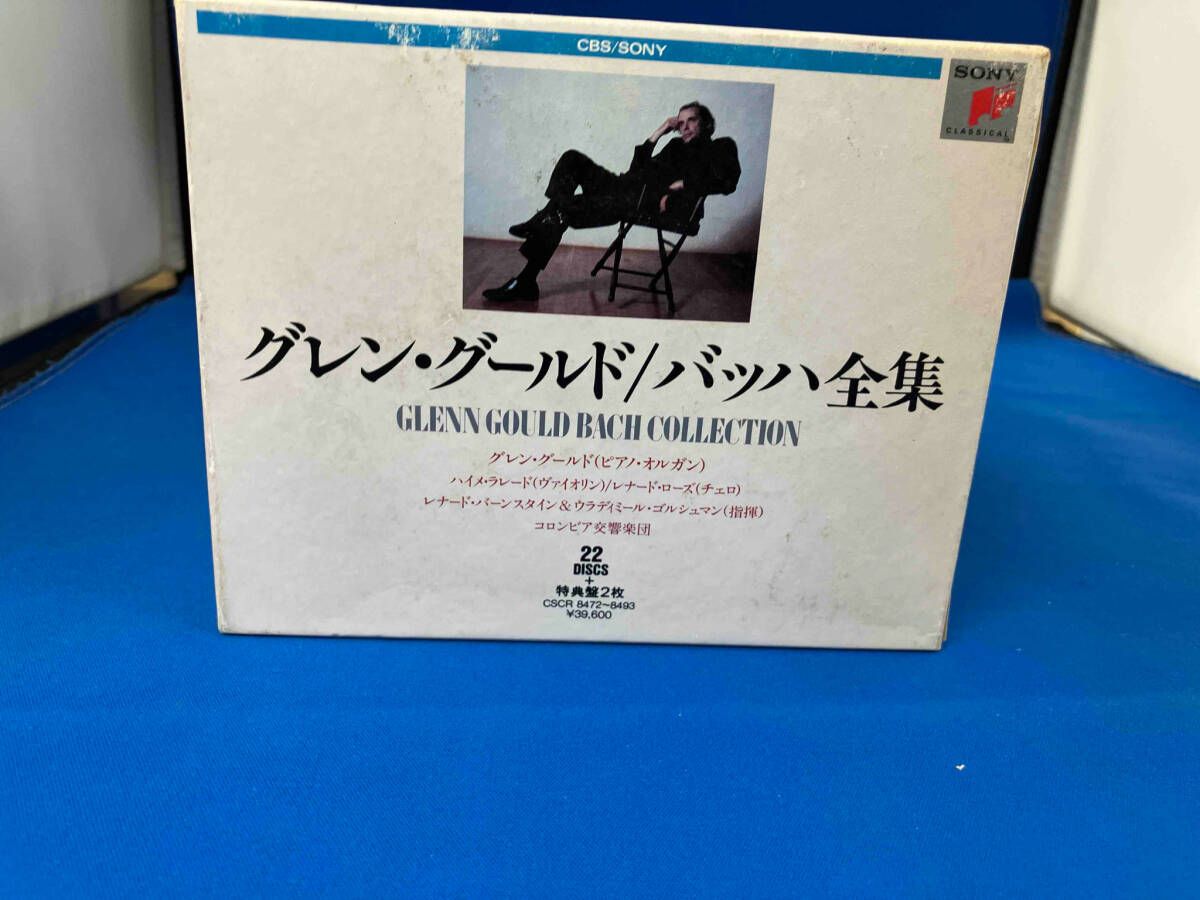 CBS/SONY
SONY
CLASSICAL
グレン・グールド/バッハ全集
GLENN GOULD BACH COLLECTION
グレン・グールド(ピアノ・オルガン)
ハイメ・ラレード(ヴァイオリン)/レナード・ローズ(チェロ)
レナード・バーンスタイン&ウラディミール・ゴルシュマン(指揮)
コロンビア交響楽団
22
DISCS
+
特典盤2枚
CSCR 8472~8493
¥39,600